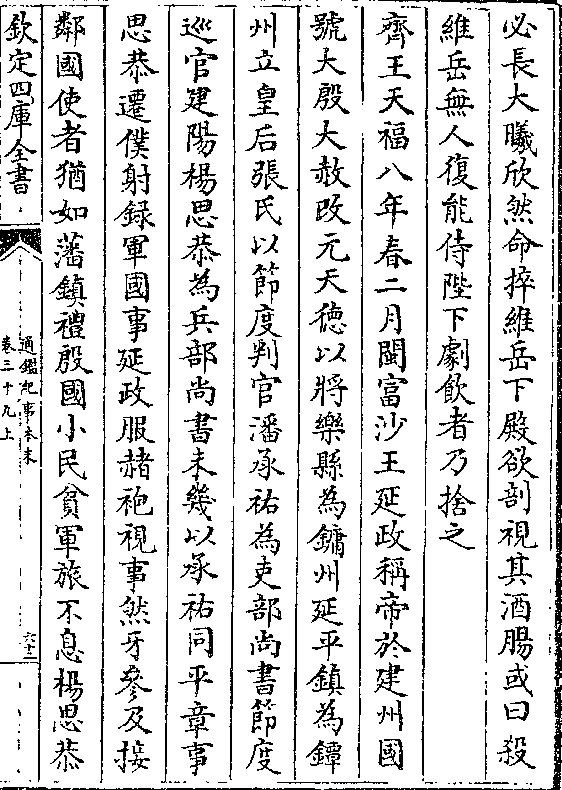 必長大曦欣然命捽維岳下殿欲剖視其酒腸或曰殺
維岳無人復能侍陛下劇飲者乃捨之
齊王天福八年春二月閩富沙王延政稱帝於建州國
號大殷大赦改元天德以將樂縣為鏞州延平鎮為鐔
州立皇后張氏以節度判官潘承祐為吏部尚書節度
巡官建陽楊思恭為兵部尚書未幾以承祐同平章事
思恭遷僕射録軍國事延政服赭袍視事然牙參及接
鄰國使者猶如藩鎮禮殷國小民貧軍旅不息楊思恭
欽定四庫全書
通鑑紀事本末
卷三十九上
六十二